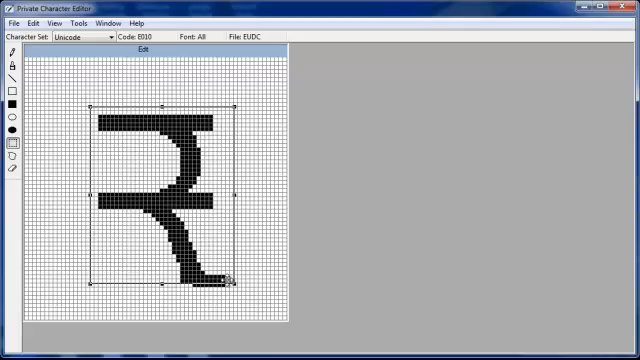 Private Character Editor
File Edit View Tools Window Help
Character Set: Unicode Code: E010 Font: All File: EUDC
Edit